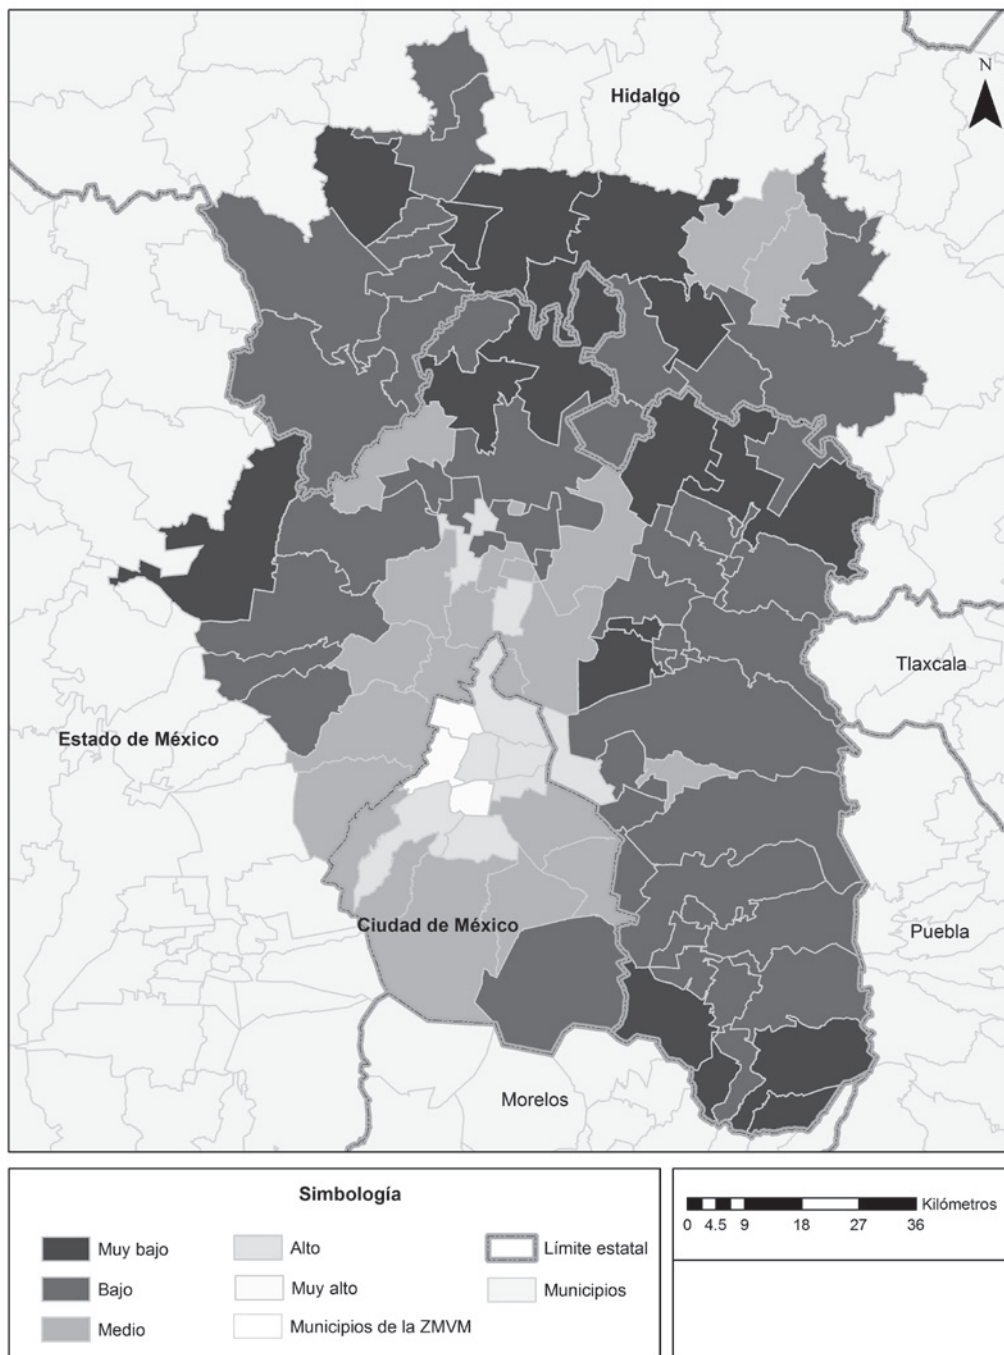 Hidalgo
N
Tlaxcala
Estado de México
Ciudad de México
Puebla
Morelos
Simbología
Muy bajo
Bajo
Medio
Alto
Muy alto
Municipios de la ZMVM
Límite estatal
Municipios
Kilómetros
0 4.5 9 18 27 36